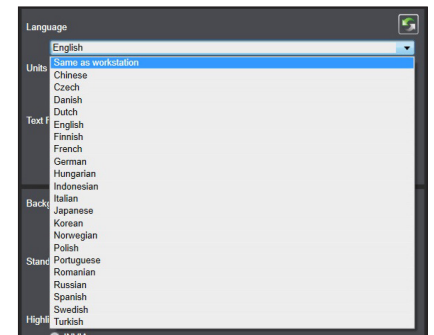 Language
English
Units
Same as workstation
Chinese
Czech
Danish
Dutch
Text F
English
Finnish
French
German
Hungarian
Indonesian
Italian
Backg
Japanese
Korean
Norwegian
Polish
Stand
Portuguese
Romanian
Russian
Spanish
Swedish
Highli
Turkish